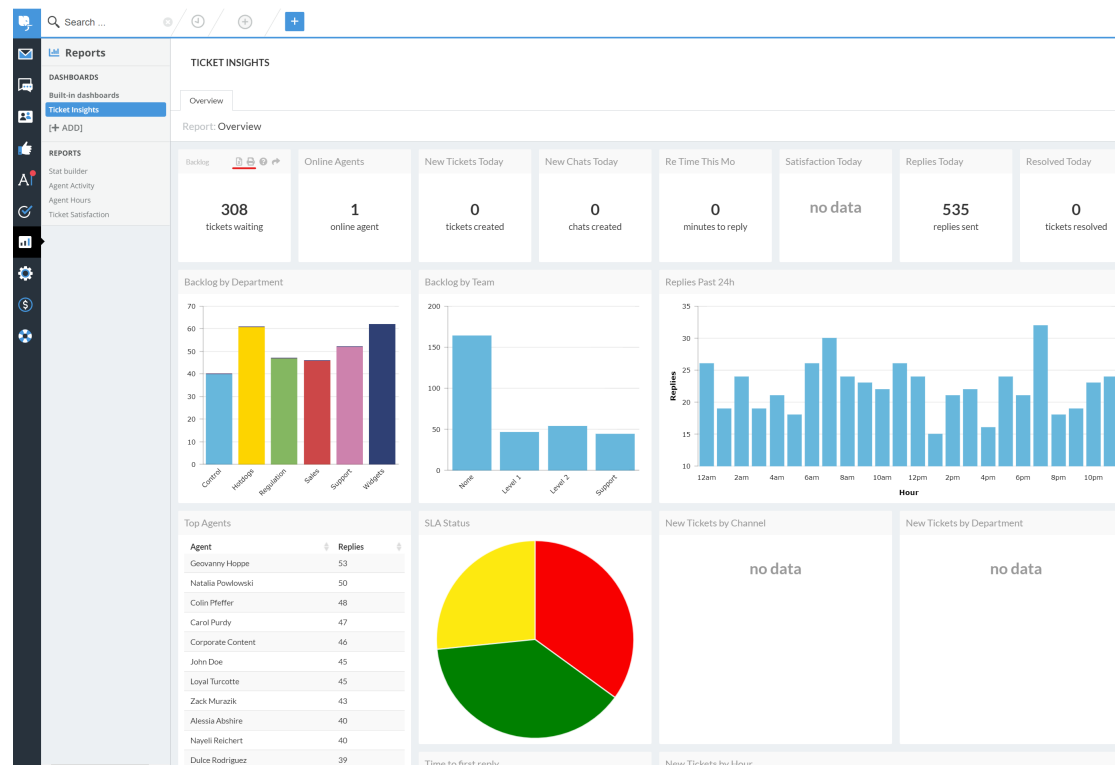 Search ...
+
Reports
DASHBOARDS
Built-in dashboards
Ticket Insights
[+ ADD]
REPORTS
Stat builder
Agent Activity
Agent Hours
Ticket Satisfaction
TICKET INSIGHTS
Overview
Report: Overview
Backlog
308
tickets waiting
Online Agents
1
online agent
New Tickets Today
0
tickets created
New Chats Today
0
chats created
Re Time This Mo
0
minutes to reply
Satisfaction Today
no data
Replies Today
535
replies sent
Resolved Today
0
tickets resolved
Backlog by Department
70
60
50
40
30
20
10
0
Control
Hotdogs
Regulation
Sales
Support
Widgets
Backlog by Team
200
150
100
50
0
None
Level 1
Level 2
Support
Replies Past 24h
Replies
35
30
25
20
15
10
12am 2am 4am 6am 8am 10am 12pm 2pm 4pm 6pm 8pm 10pm
Hour
Top Agents
Agent Replies
Geovanny Hoppe 53
Natalia Powlowski 50
Colin Pfeffer 48
Carol Purdy 47
Corporate Content 46
John Doe 45
Loyal Turcotte 45
Zack Murazik 43
Alessia Abshire 40
Nayeli Reichert 40
Dulce Rodriguez 39
SLA Status
New Tickets by Channel
no data
New Tickets by Department
no data
Time to first reply
New Tickets by Hour